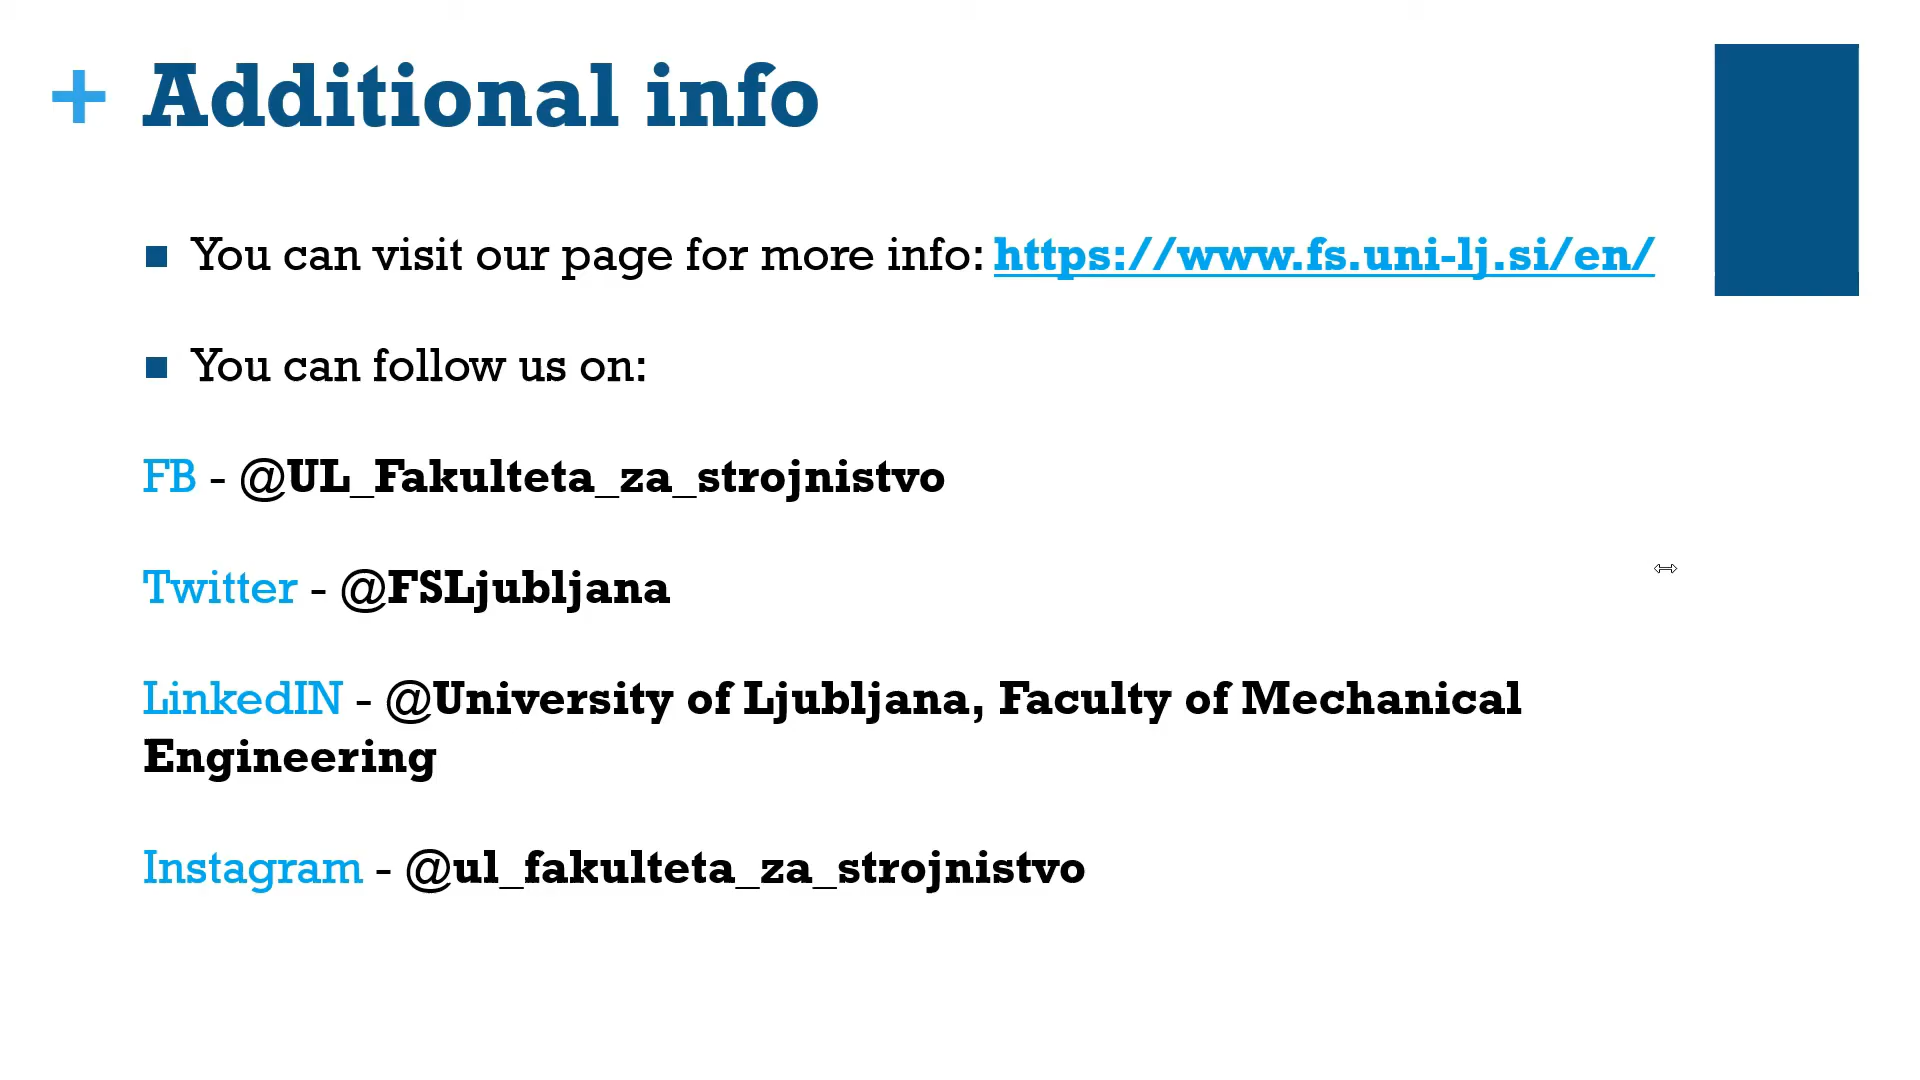 + Additional info
■ You can visit our page for more info: https://www.fs.uni-lj.si/en/
■ You can follow us on:
FB - @UL_Fakulteta_za_strojnistvo
Twitter - @FSLjubljana
LinkedIN - @University of Ljubljana, Faculty of Mechanical
Engineering
Instagram - @ul_fakulteta_za_strojnistvo